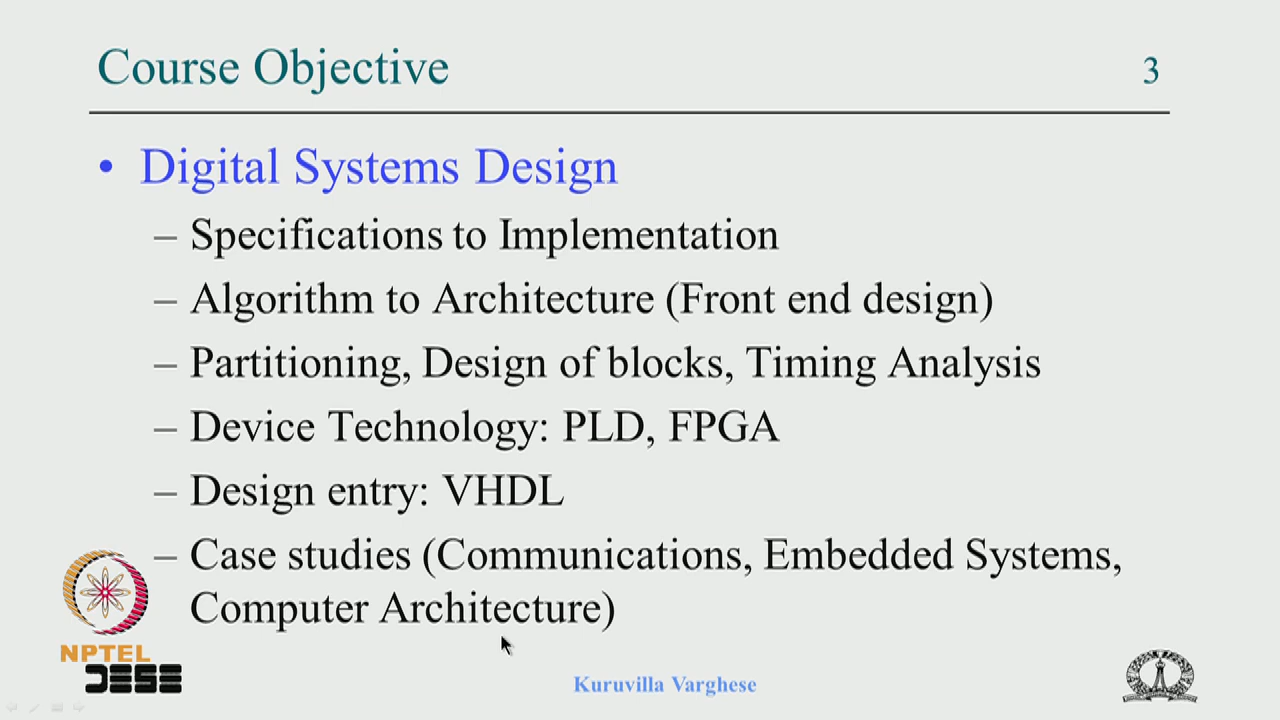 Course Objective
3
• Digital Systems Design
– Specifications to Implementation
– Algorithm to Architecture (Front end design)
– Partitioning, Design of blocks, Timing Analysis
– Device Technology: PLD, FPGA
– Design entry: VHDL
– Case studies (Communications, Embedded Systems,
Computer Architecture)
NPTEL
DESE
Kuruvilla Varghese